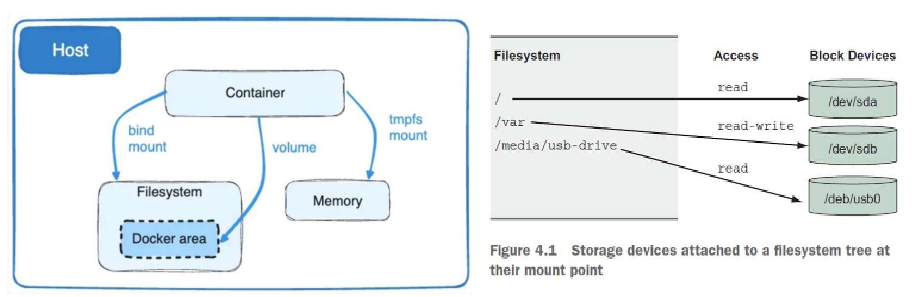 Host
Container
bind
mount
volume
tmpfs
mount
Filesystem
Docker area
Memory
Filesystem Access Block Devices
/ read /dev/sda
/var read-write /dev/sdb
/media/usb-drive read /deb/usb0
Figure 4.1 Storage devices attached to a filesystem tree at
their mount point